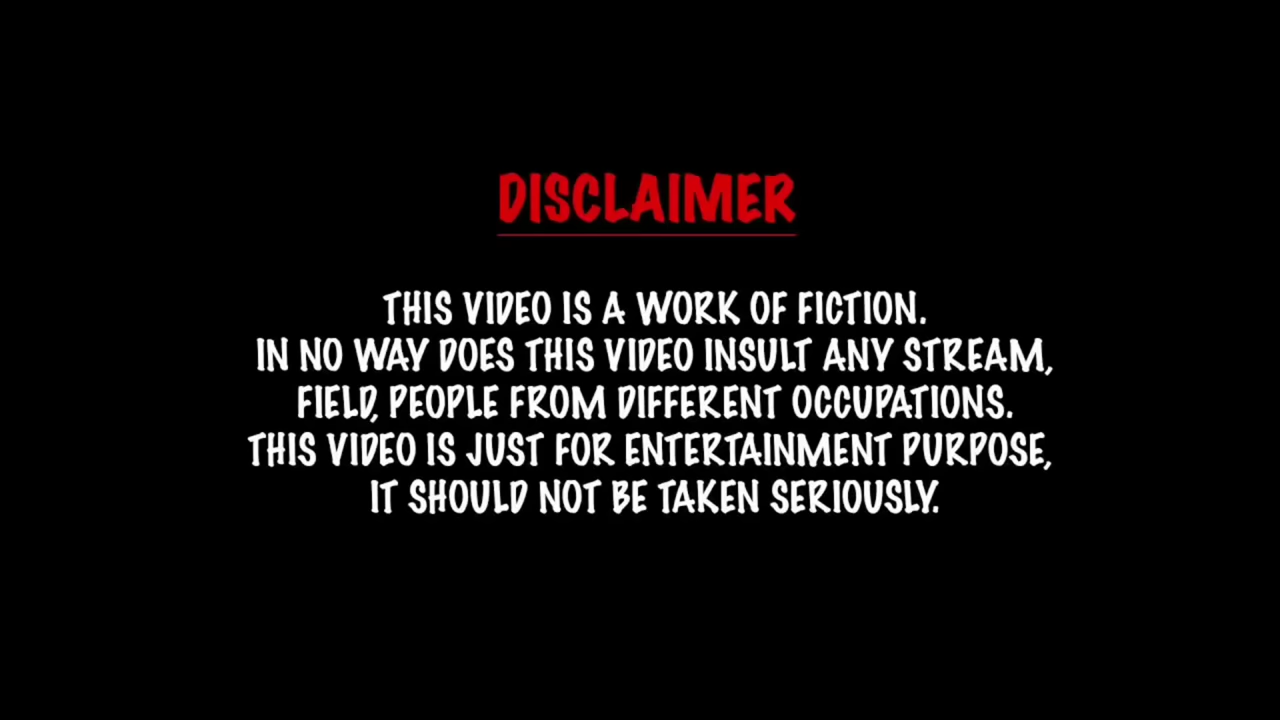 DISCLAIMER
THIS VIDEO IS A WORK OF FICTION.
IN NO WAY DOES THIS VIDEO INSULT ANY STREAM,
FIELD, PEOPLE FROM DIFFERENT OCCUPATIONS.
THIS VIDEO IS JUST FOR ENTERTAINMENT PURPOSE,
IT SHOULD NOT BE TAKEN SERIOUSLY.